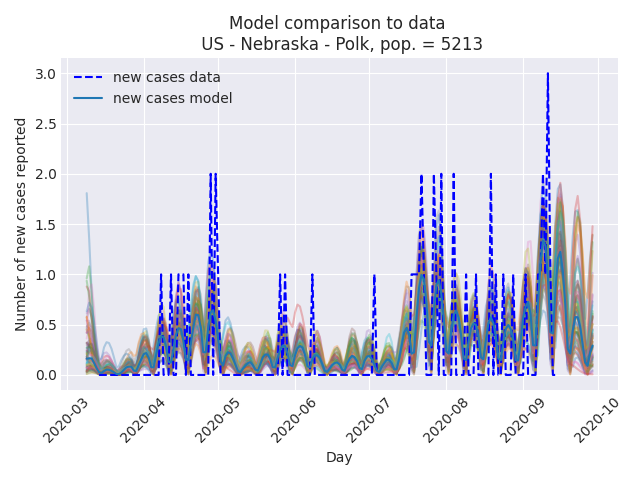 Model comparison to data
US - Nebraska - Polk, pop. = 5213
new cases data
new cases model
Number of new cases reported
3.0
2.5
2.0
1.5
1.0
0.5
0.0
2020-03
2020-04
2020-05
2020-06
2020-07
2020-08
2020-09
2020-10
Day